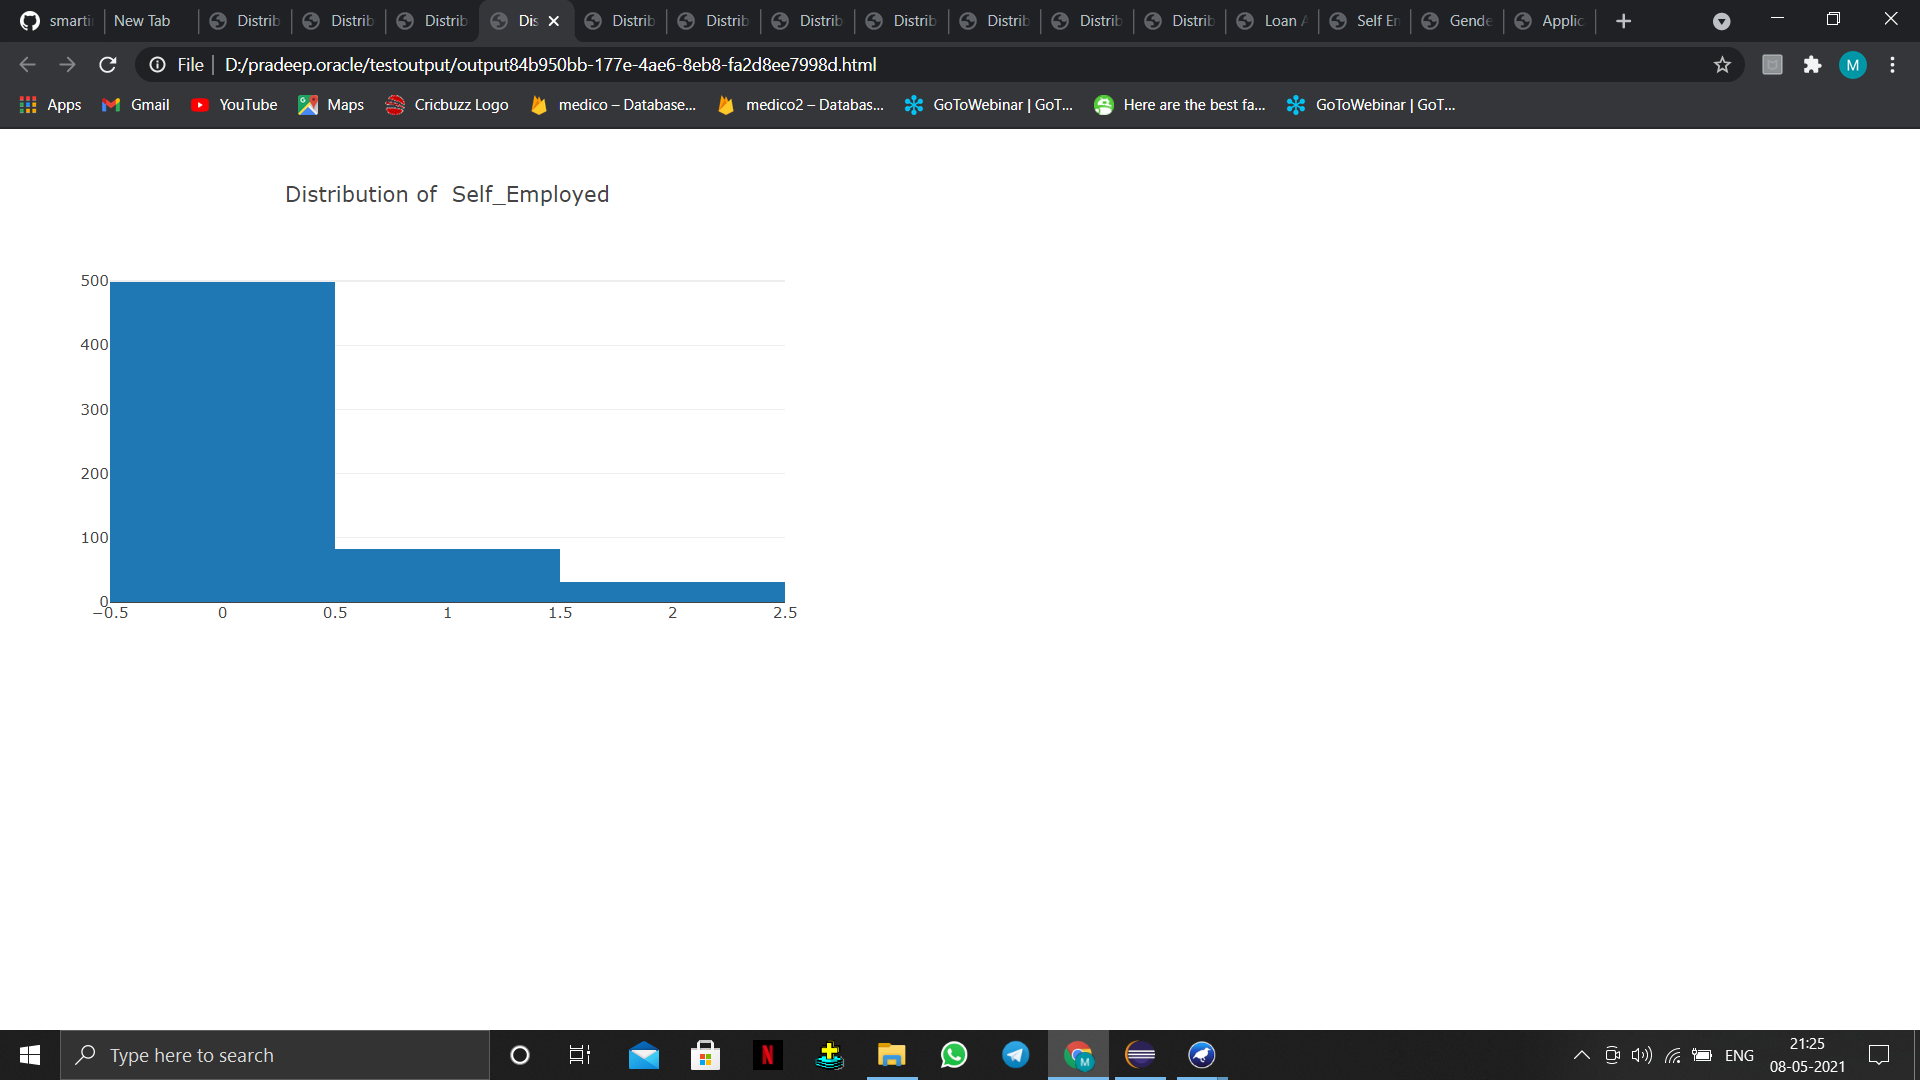 smarti
New Tab
Distrib
Distrib
Distrib
Dis
Distrib
Distrib
Distrib
Distrib
Distrib
Distrib
Distrib
Loan A
Self Em
Gende
Applic
File
D:/pradeep.oracle/testoutput/output84b950bb-177e-4ae6-8eb8-fa2d8ee7998d.html
M
Apps
Gmail
YouTube
Maps
Cricbuzz Logo
medico – Database...
medico2 – Databas...
GoToWebinar | GoT...
Here are the best fa...
GoToWebinar | GoT...
Distribution of  Self_Employed
500
400
300
200
100
0
−0.5 0 0.5 1 1.5 2 2.5
Type here to search
N
M
ENG
21:25
08-05-2021